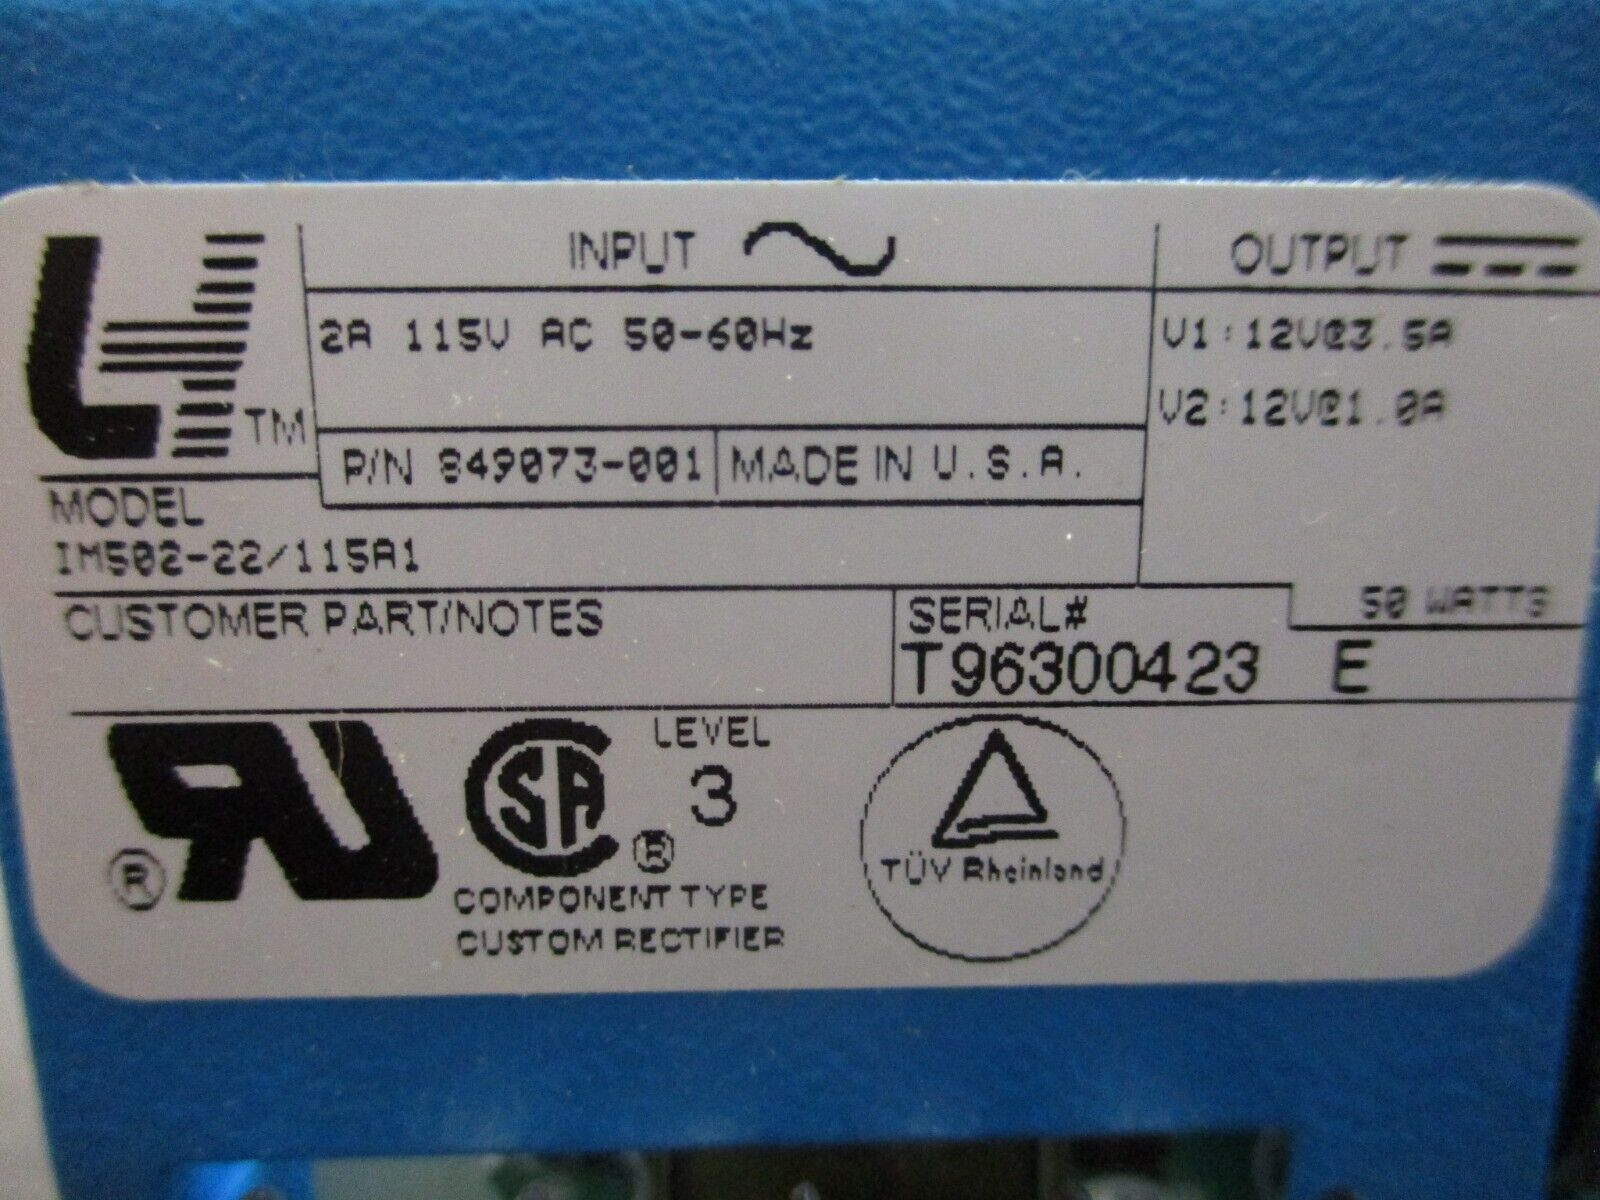 INPUT
OUTPUT
2A 115V AC 50-60Hz
V1:12V@3.5A
V2:12V@1.0A
TM
P/N 849073-001
MADE IN U.S.A.
MODEL
IM502-22/115A1
50 WATTS
CUSTOMER PART/NOTES
SERIAL#
T96300423 E
LEVEL
3
SA
®
®
COMPONENT TYPE
CUSTOM RECTIFIER
TÜV Rheinland